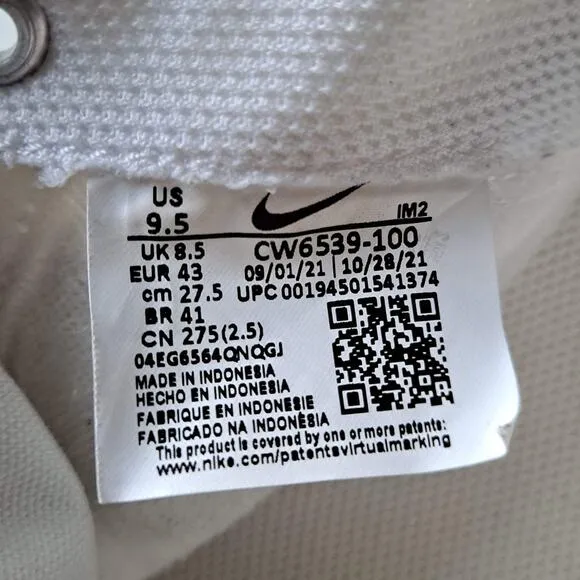 US
9.5
IM2
UK 8.5 CW6539-100
EUR 43 09/01/21 | 10/28/21
cm 27.5 UPC 00194501541374
BR 41
CN 275(2.5)
04EG6564QNQGJ
MADE IN INDONESIA
HECHO EN INDONESIA
FABRIQUE EN INDONESIE
FABRICADO NA INDONÉSIA
This product is covered by one or more patents:
www.nike.com/patentsvirtualmarking